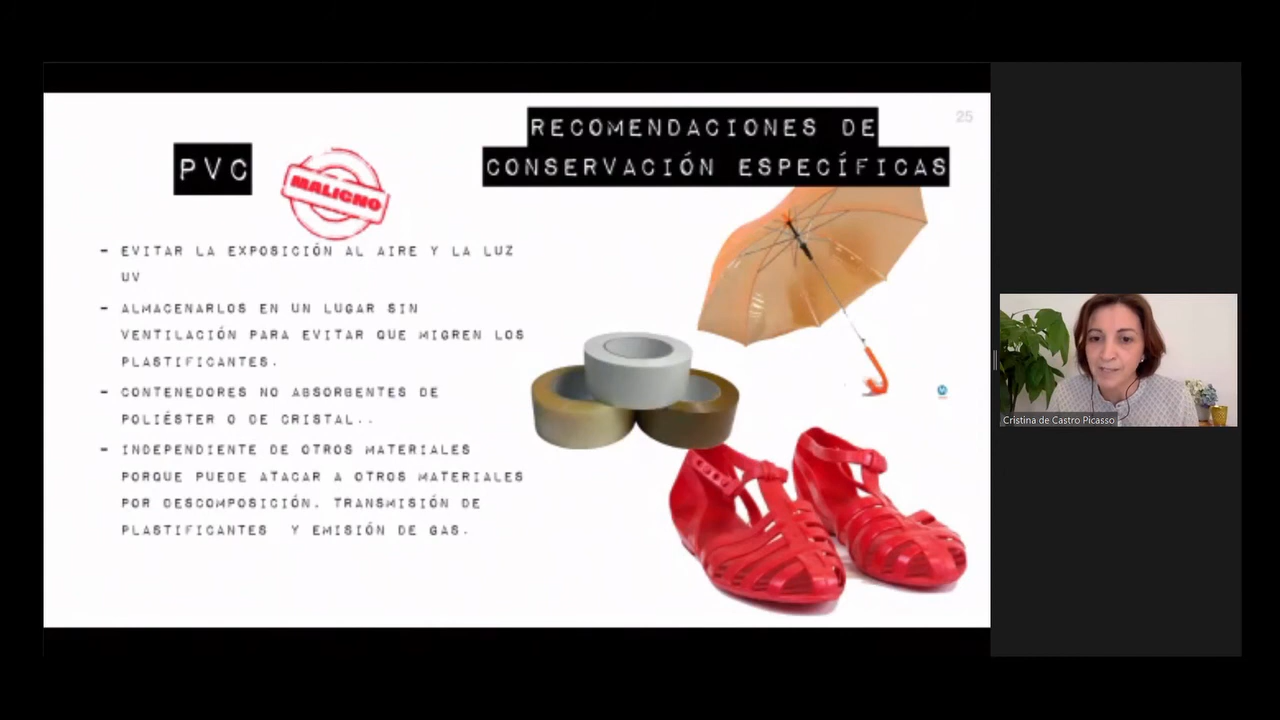 25
RECOMENDACIONES DE
CONSERVACIÓN ESPECÍFICAS
PVC
MALIGNO
- EVITAR LA EXPOSICIÓN AL AIRE Y LA LUZ
UV
- ALMACENARLOS EN UN LUGAR SIN
VENTILACIÓN PARA EVITAR QUE MIGREN LOS
PLASTIFICANTES.
- CONTENEDORES NO ABSORBENTES DE
POLIÉSTER O DE CRISTAL..
- INDEPENDIENTE DE OTROS MATERIALES
PORQUE PUEDE ATACAR A OTROS MATERIALES
POR DESCOMPOSICIÓN, TRANSMISIÓN DE
PLASTIFICANTES Y EMISIÓN DE GAS.
Cristina de Castro Picasso